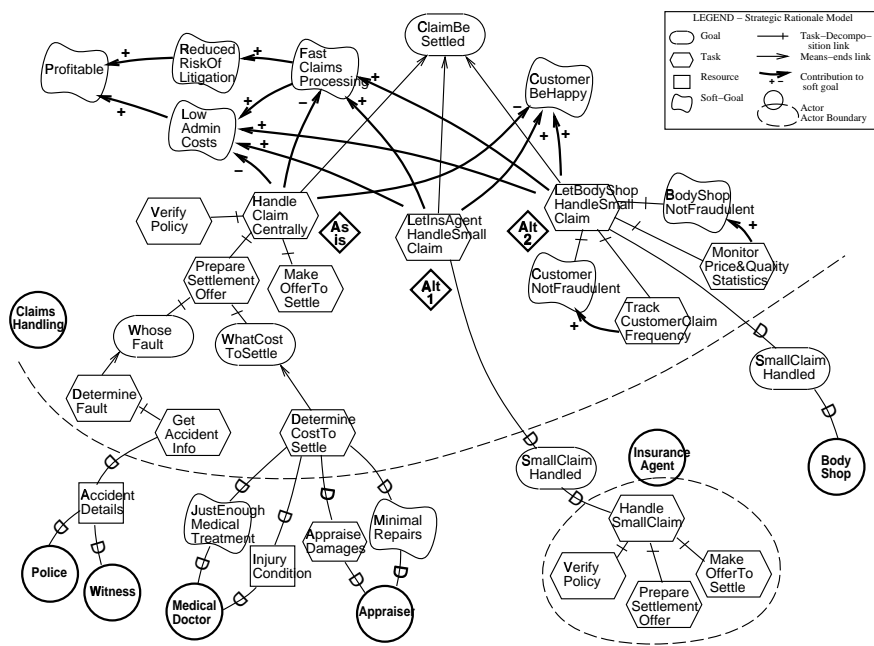 LEGEND – Strategic Rationale Model
Goal
Task
Resource
Soft–Goal
Task–Decompo–
sition link
Means–ends link
Contribution to
soft goal
+ –
Actor
Actor Boundary
ClaimBe
Settled
Profitable
Reduced
RiskOf
Litigation
Fast
Claims
Processing
Low
Admin
Costs
Customer
BeHappy
+
+
+
+
+
+
+
+
–
–
–
+
+
Verify
Policy
Handle
Claim
Centrally
As
is
LetInsAgent
HandleSmall
Claim
Alt
1
Alt
2
LetBodyShop
HandleSmall
Claim
BodyShop
NotFraudulent
+
Monitor
Price&Quality
Statistics
Prepare
Settlement
Offer
Make
OfferTo
Settle
Customer
NotFraudulent
+
Track
CustomerClaim
Frequency
Claims
Handling
Whose
Fault
WhatCost
ToSettle
SmallClaim
Handled
Determine
Fault
Get
Accident
Info
Determine
CostTo
Settle
SmallClaim
Handled
Insurance
Agent
Body
Shop
Accident
Details
JustEnough
Medical
Treatment
Injury
Condition
Appraise
Damages
Minimal
Repairs
Handle
SmallClaim
Verify
Policy
Prepare
Settlement
Offer
Make
OfferTo
Settle
Police
Witness
Medical
Doctor
Appraiser